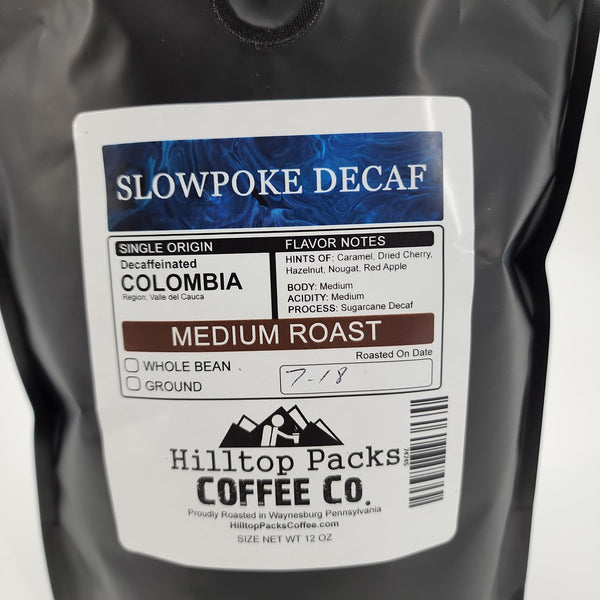 SLOWPOKE DECAF
SINGLE ORIGIN
Decaffeinated
COLOMBIA
Region: Valle del Cauca
FLAVOR NOTES
HINTS OF: Caramel, Dried Cherry,
Hazelnut, Nougat, Red Apple
BODY: Medium
ACIDITY: Medium
PROCESS: Sugarcane Decaf
MEDIUM ROAST
WHOLE BEAN
GROUND
Roasted On Date
7-18
Hilltop Packs
COFFEE CO.
Proudly Roasted in Waynesburg Pennsylvania
HilltopPacksCoffee.com
SIZE NET WT 12 OZ